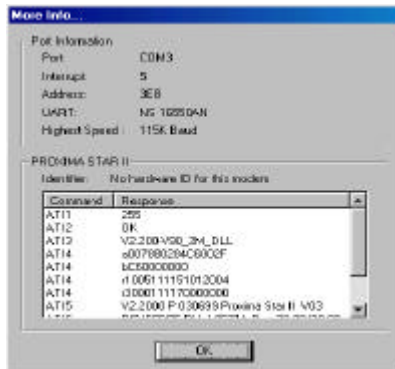 More Info...
Port Information
Port COM3
Interrupt: 5
Address: 3E8
UART: NS 16550AN
Highest Speed: 115K Baud
PROXIMA STAR II
Identifier: No hardware ID for this modem
Command Response
ATI1 255
ATI2 OK
ATI3 V2.200-V90_2M_DLL
ATI4 a007880284C6002F
ATI4 bC60000000
ATI4 r1005111151012004
ATI4 r3000111170000000
ATI5 V2.2000 P-030699 Proxima Star II V03
OK